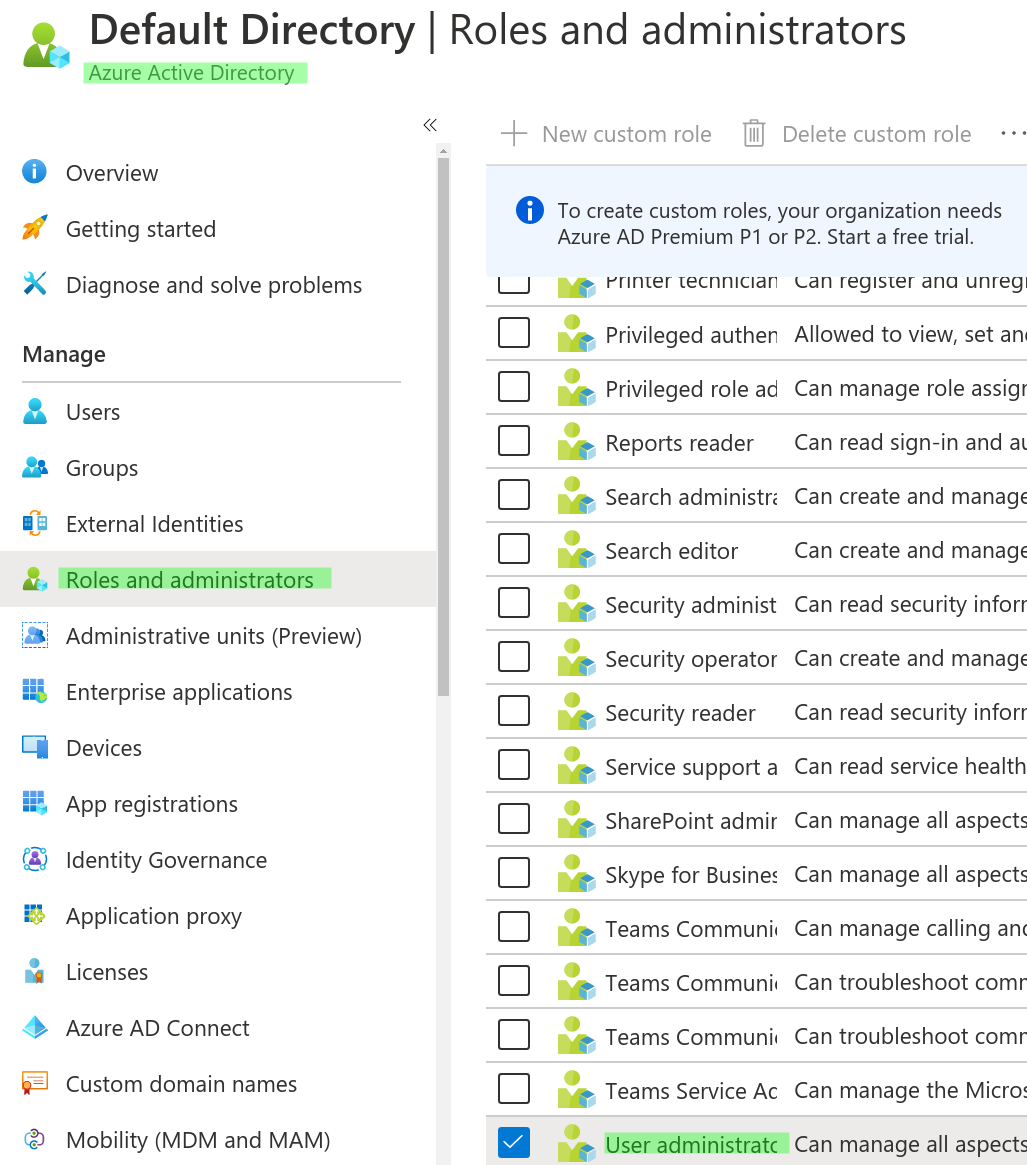 Default Directory | Roles and administrators
Azure Active Directory
Overview
Getting started
Diagnose and solve problems
Manage
Users
Groups
External Identities
Roles and administrators
Administrative units (Preview)
Enterprise applications
Devices
App registrations
Identity Governance
Application proxy
Licenses
Azure AD Connect
Custom domain names
Mobility (MDM and MAM)
New custom role Delete custom role ...
To create custom roles, your organization needs
Azure AD Premium P1 or P2. Start a free trial.
Printer technician Can register and unregi
Privileged authen Allowed to view, set and
Privileged role ad Can manage role assign
Reports reader Can read sign-in and au
Search administra Can create and manage
Search editor Can create and manage
Security administ Can read security inforr
Security operator Can create and manage
Security reader Can read security inforr
Service support a Can read service health
SharePoint admir Can manage all aspects
Skype for Busines Can manage all aspects
Teams Communi Can manage calling and
Teams Communi Can troubleshoot comm
Teams Communi Can troubleshoot comm
Teams Service Ad Can manage the Micros
User administrato Can manage all aspects